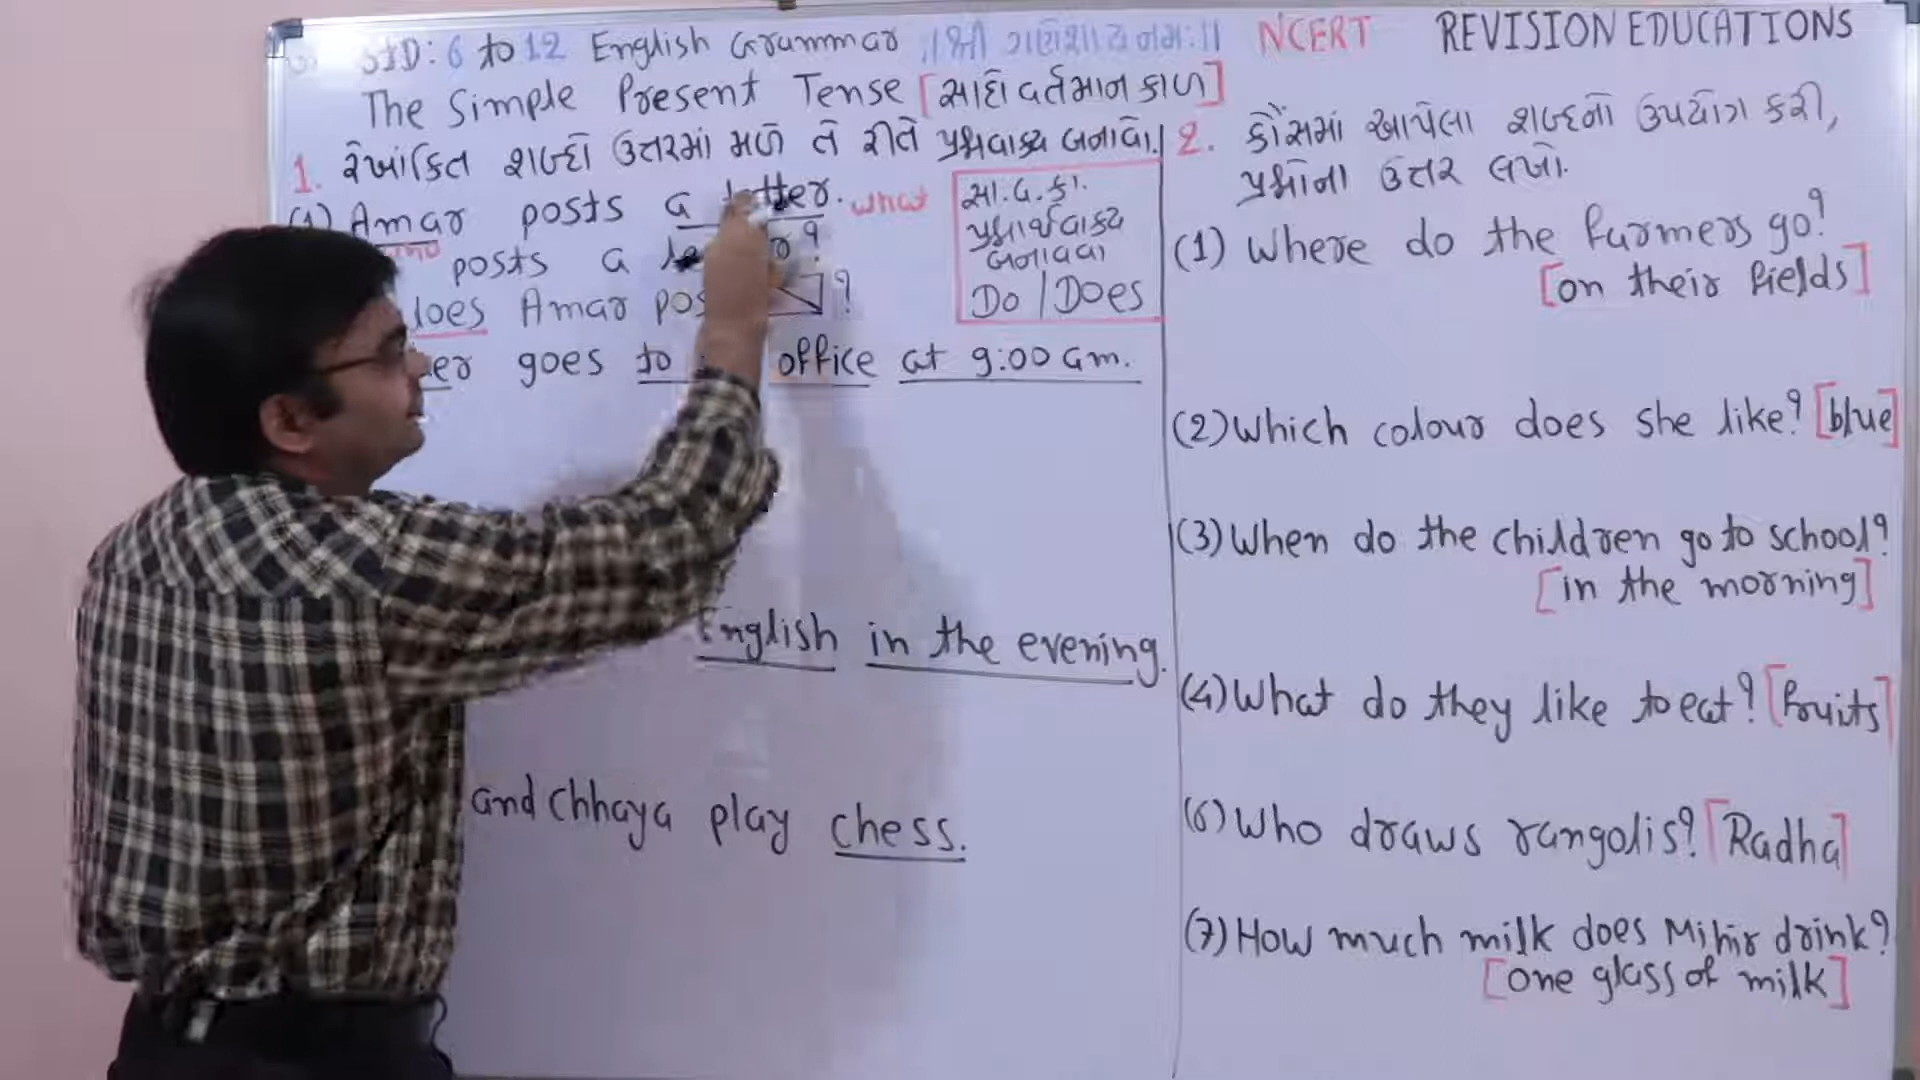 STD: 6 to 12 English Grammar ।।શ્રી ગણેશાય નમઃ।। NCERT REVISION EDUCATIONS
The Simple Present Tense [સાદો વર્તમાન કાળ]
1. રેખાંકિત શબ્દો ઉત્તરમાં મળે તે રીતે પ્રશ્નવાક્ય બનાવો.
(1) Amar posts a letter. what
posts a ?
does Amar ?
goes to office at 9:00 am.
English in the evening.
and Chhaya play chess.
સા.વ.કા.
પ્રશ્નાર્થવાક્ય
બનાવવા
Do / Does
2. કૌંસમાં આપેલા શબ્દનો ઉપયોગ કરી,
પ્રશ્નોના ઉત્તર લખો.
(1) Where do the farmers go?
[on their fields]
(2) Which colour does she like? [blue]
(3) When do the children go to school?
[in the morning]
(4) What do they like to eat? [fruits]
(6) Who draws rangolis? [Radha]
(7) How much milk does Mihir drink?
[one glass of milk]